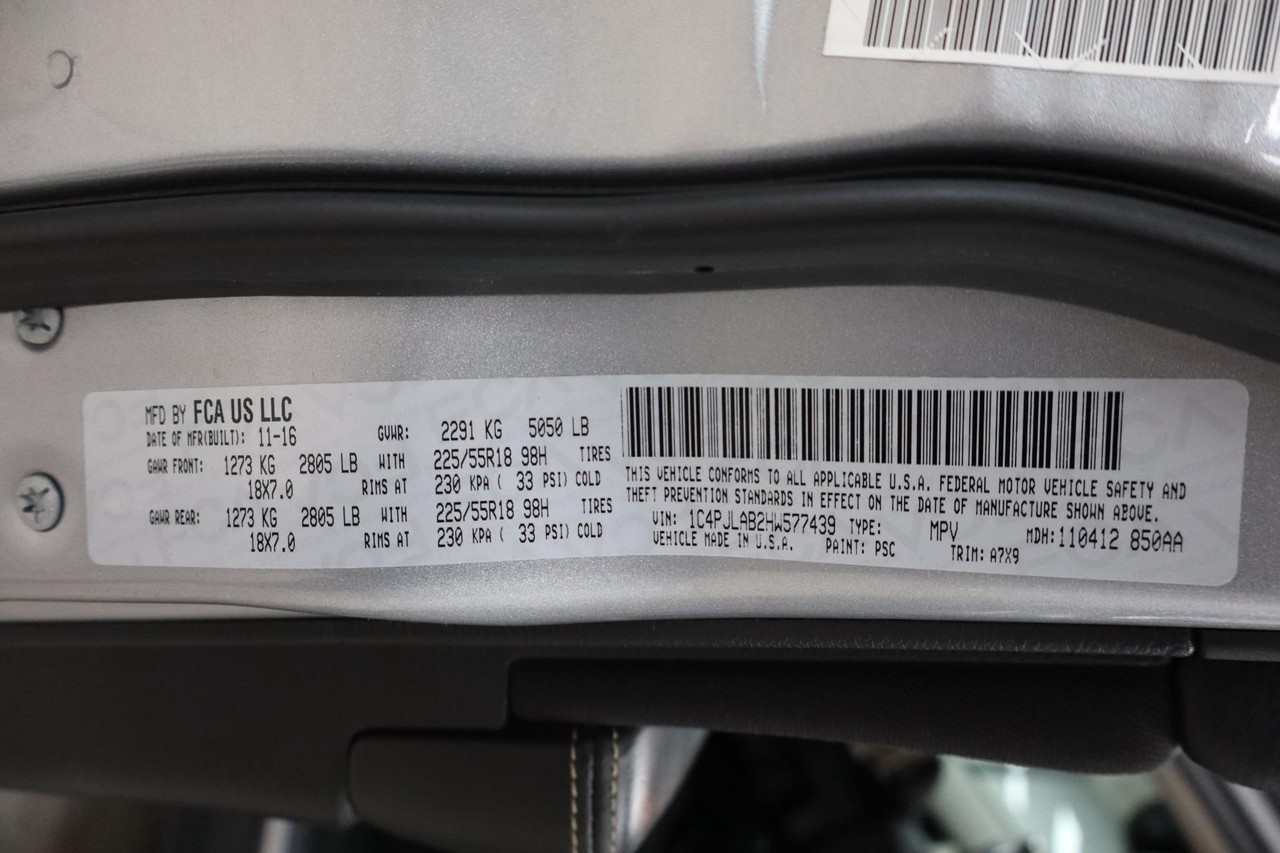 MFD BY FCA US LLC
DATE OF MFR(BUILT): 11-16 GVWR: 2291 KG 5050 LB
GAWR FRONT: 1273 KG 2805 LB WITH 225/55R18 98H TIRES
18X7.0 RIMS AT 230 KPA ( 33 PSI) COLD
GAWR REAR: 1273 KG 2805 LB WITH 225/55R18 98H TIRES
18X7.0 RIMS AT 230 KPA ( 33 PSI) COLD
THIS VEHICLE CONFORMS TO ALL APPLICABLE U.S.A. FEDERAL MOTOR VEHICLE SAFETY AND
THEFT PREVENTION STANDARDS IN EFFECT ON THE DATE OF MANUFACTURE SHOWN ABOVE.
VIN: 1C4PJLAB2HW577439 TYPE: MPV MDH: 110412 850AA
VEHICLE MADE IN U.S.A. PAINT: PSC TRIM: A7X9